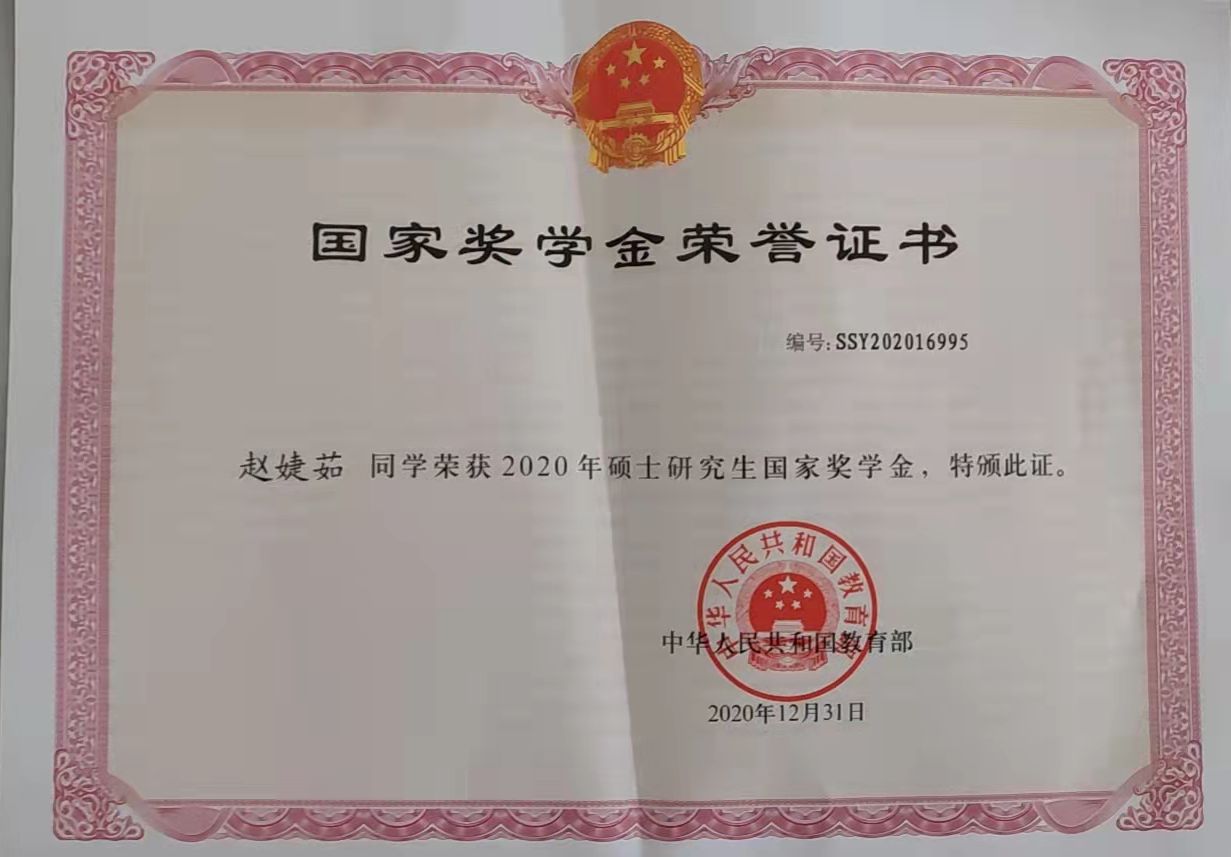 国家奖学金荣誉证书
编号:SSY202016995
赵婕茹 同学荣获2020年硕士研究生国家奖学金，特颁此证。
中华人民共和国教育部
中华人民共和国教育部
2020年12月31日